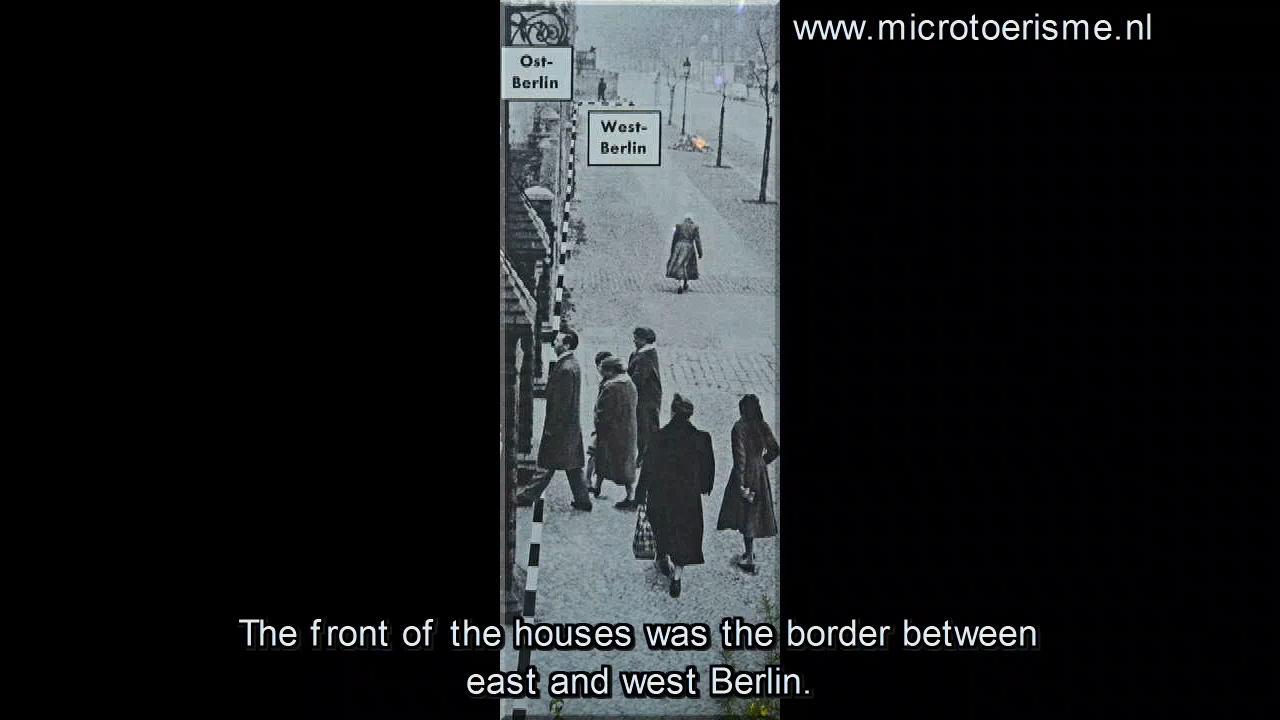 www.microtoerisme.nl
Ost-
Berlin
West-
Berlin
The front of the houses was the border between
east and west Berlin.